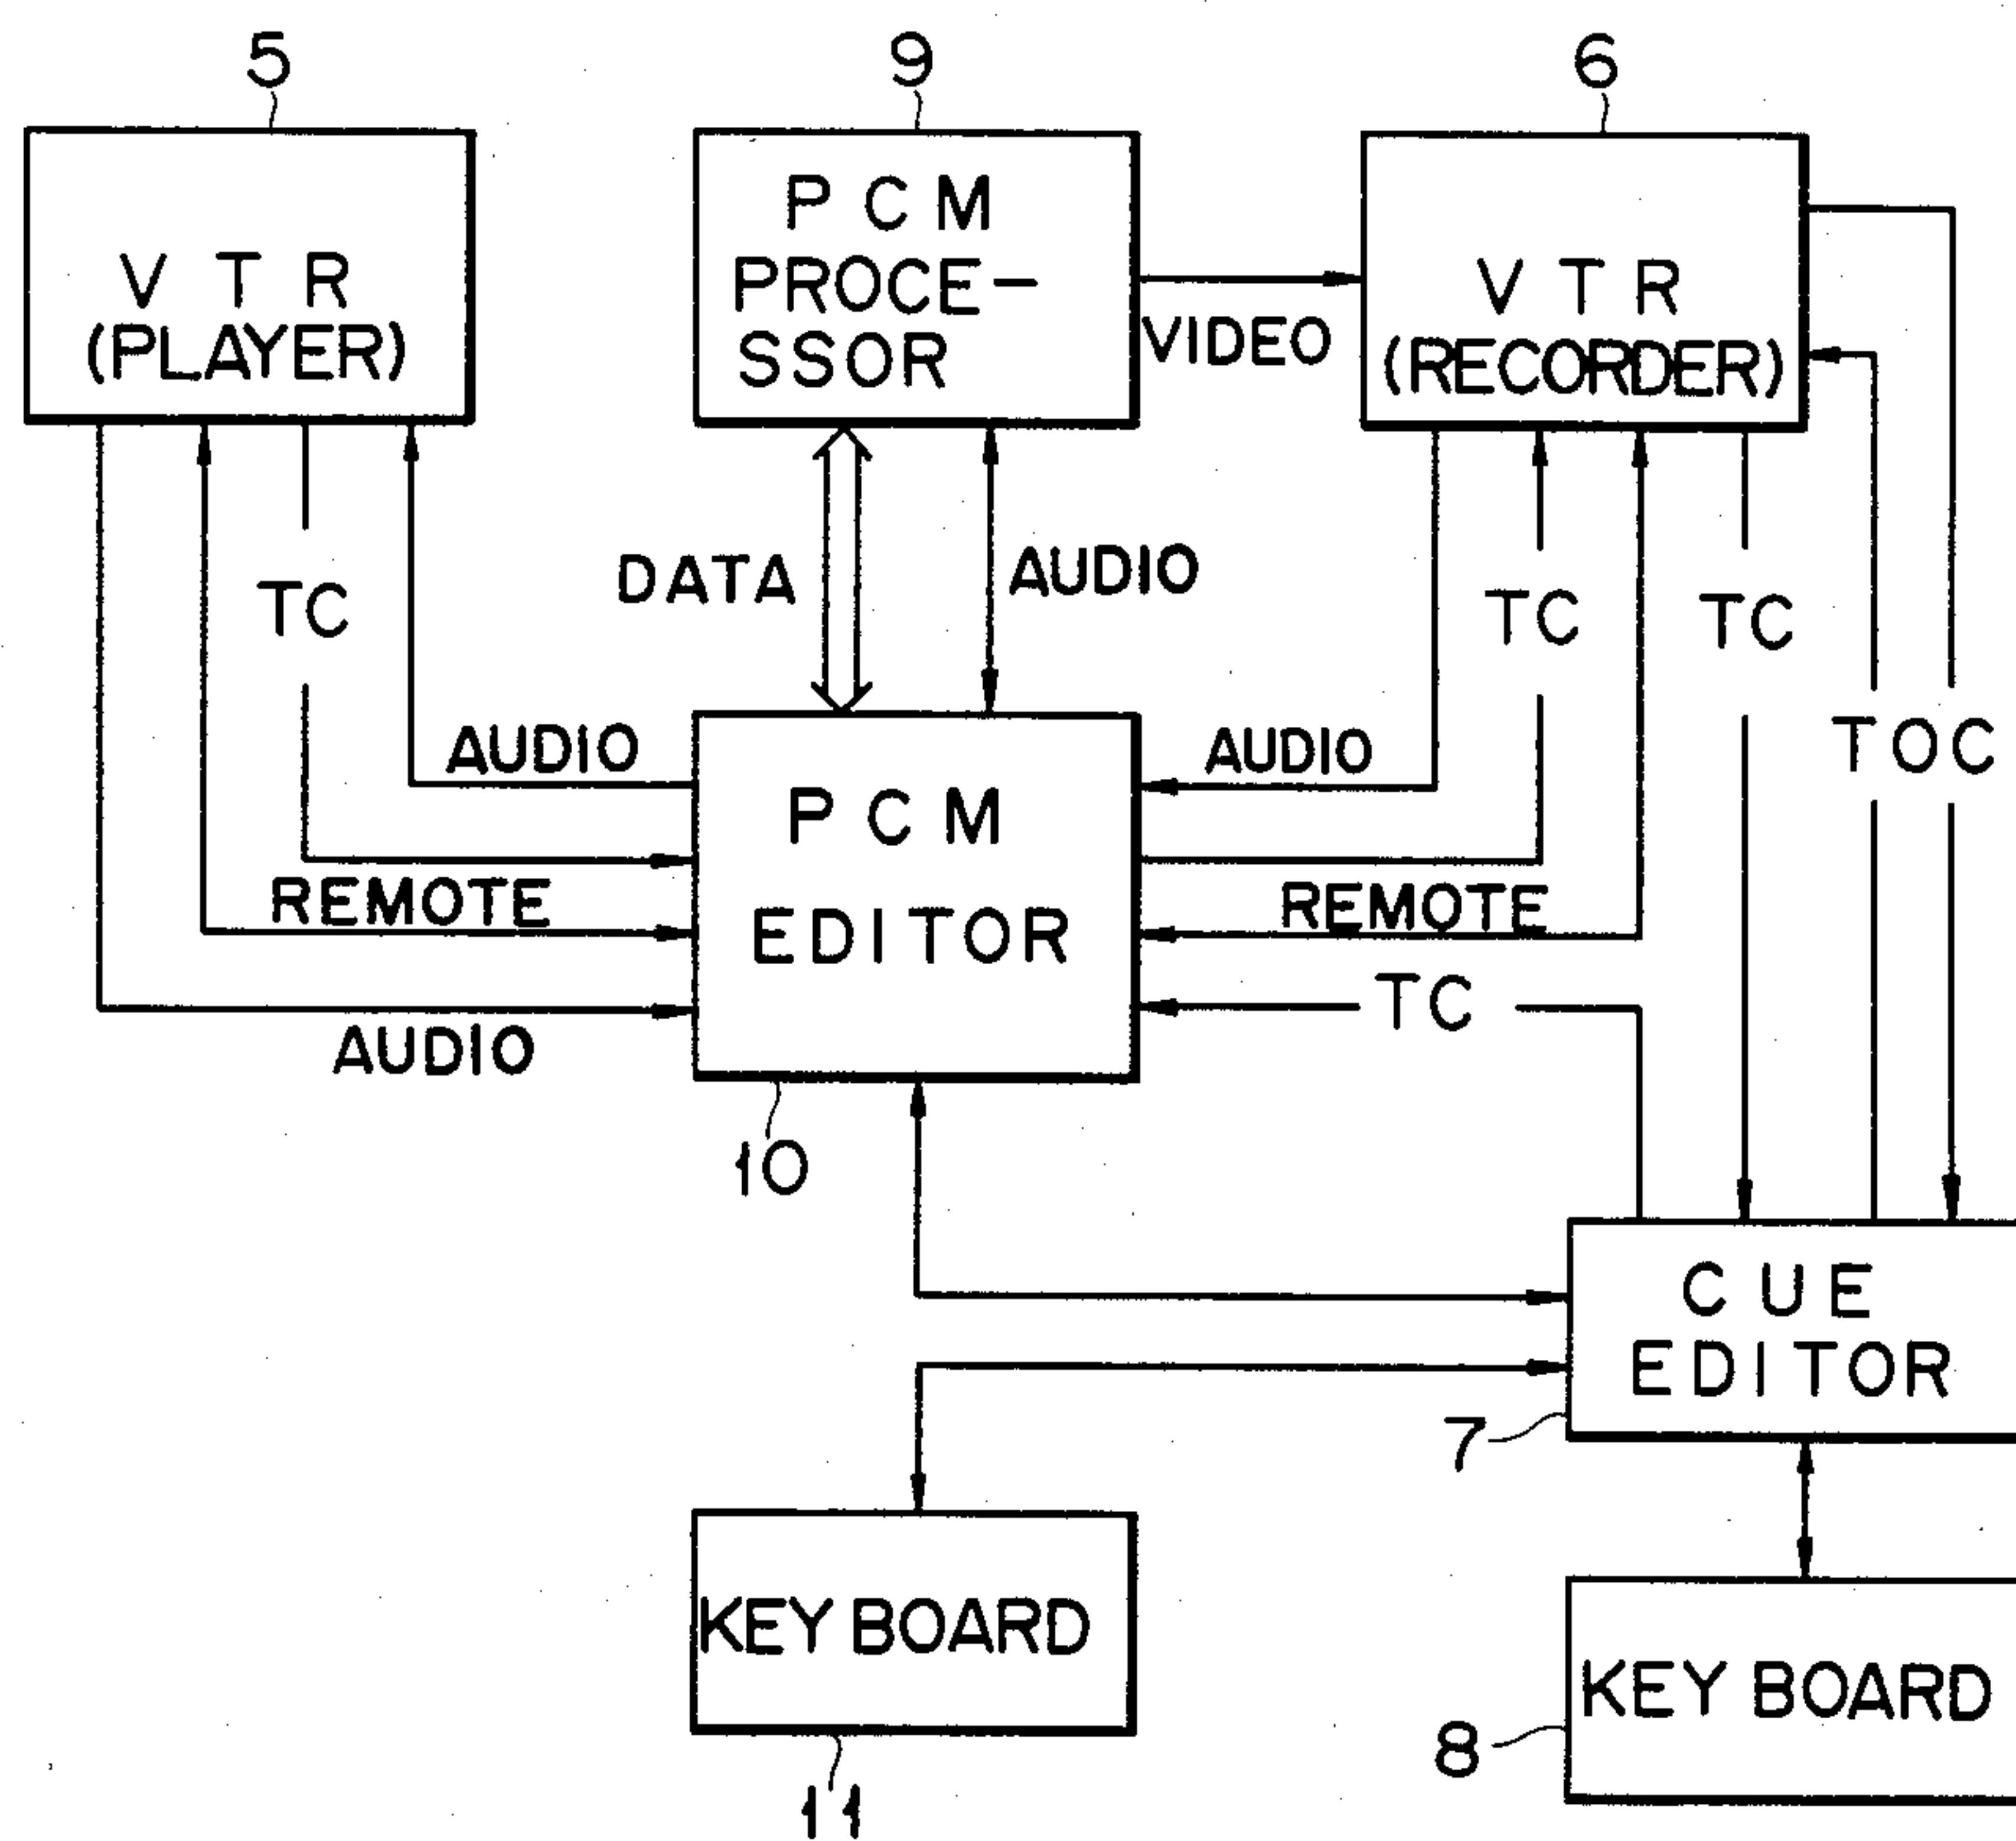 5
9
6
V T R
(PLAYER)
P C M
PROCE-
SSOR
VIDEO
V T R
(RECORDER)
TC
DATA
AUDIO
TC
TC
TOC
AUDIO
AUDIO
P C M
EDITOR
REMOTE
REMOTE
AUDIO
TC
10
CUE
EDITOR
7
KEY BOARD
11
KEY BOARD
8